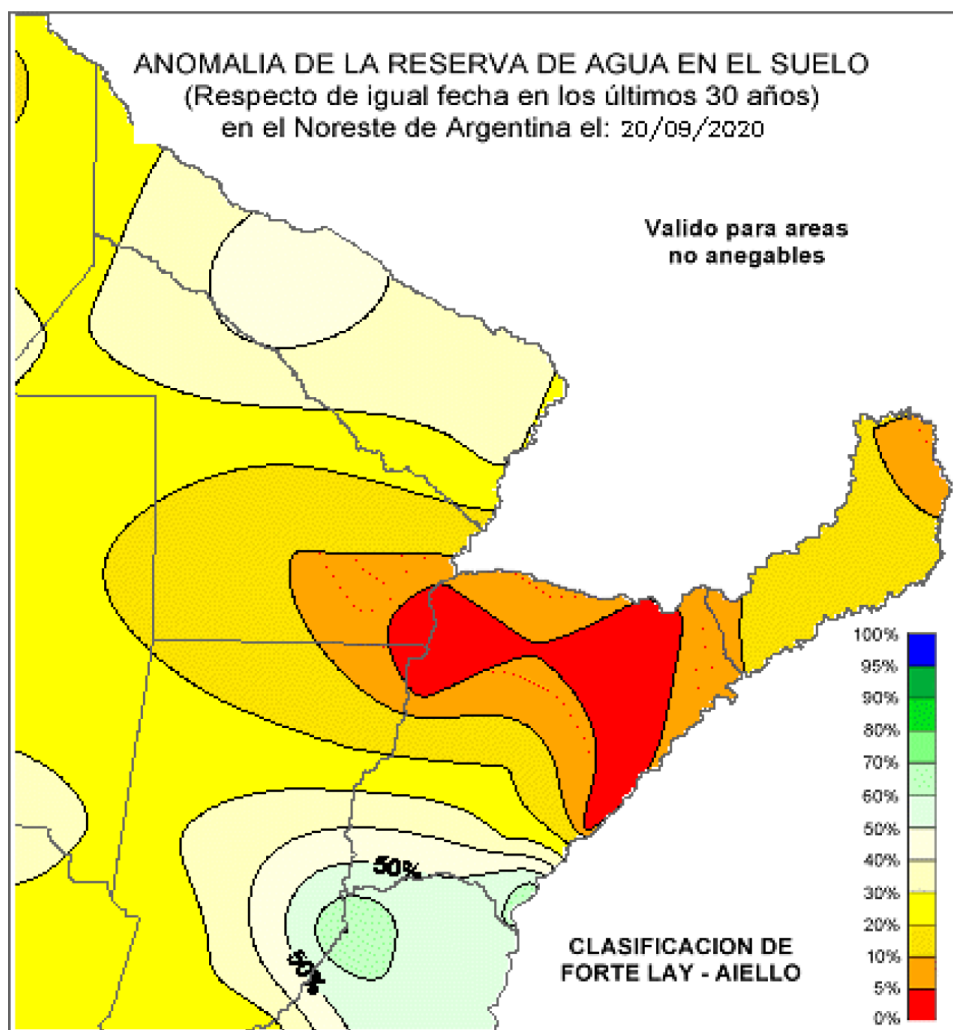 ANOMALIA DE LA RESERVA DE AGUA EN EL SUELO
(Respecto de igual fecha en los últimos 30 años)
en el Noreste de Argentina el: 20/09/2020
Valido para areas
no anegables
100%
95%
90%
80%
70%
60%
50%
40%
30%
20%
10%
5%
0%
50%
50%
CLASIFICACION DE
FORTE LAY - AIELLO